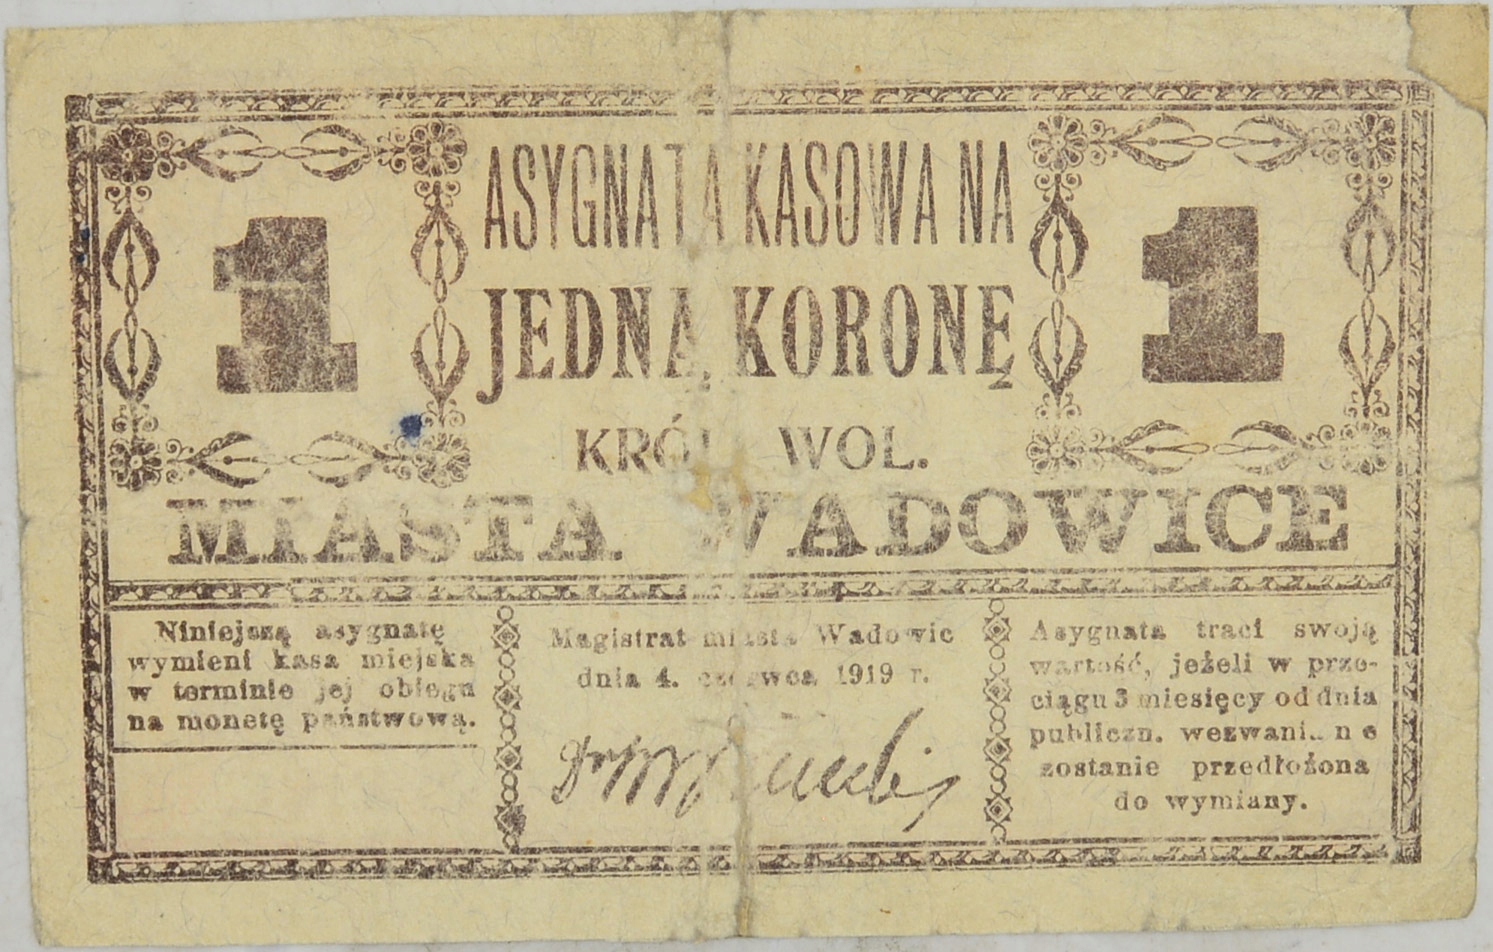 1
ASYGNATA KASOWA NA
1
JEDNĄ KORONĘ
KRÓL WOL.
MIASTA WADOWICE
Niniejszą asygnatę
wymieni kasa miejska
w terminie jej obiegu
na monetę państwową.
Magistrat miasta Wadowic
dnia 4. czerwca 1919 r.
Asygnata traci swoją
wartość, jeżeli w prze-
ciągu 3 miesięcy od dnia
publiczn. wezwania nie
zostanie przedłożona
do wymiany.